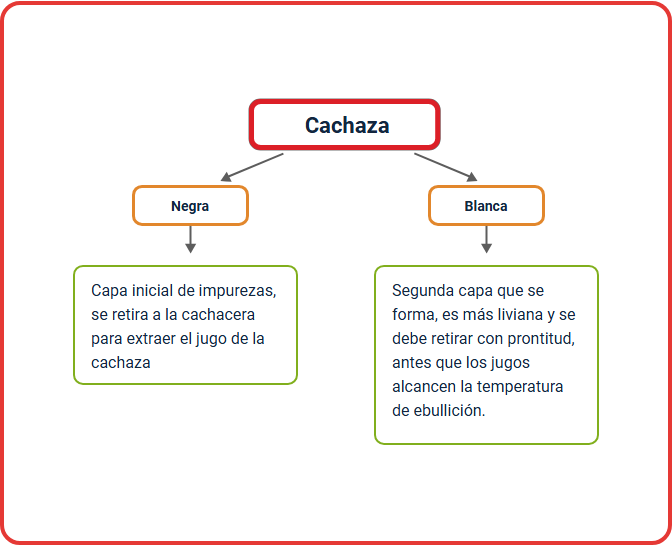 Cachaza
Negra
Blanca
Capa inicial de impurezas,
se retira a la cachacera
para extraer el jugo de la
cachaza
Segunda capa que se
forma, es más liviana y se
debe retirar con prontitud,
antes que los jugos
alcancen la temperatura
de ebullición.